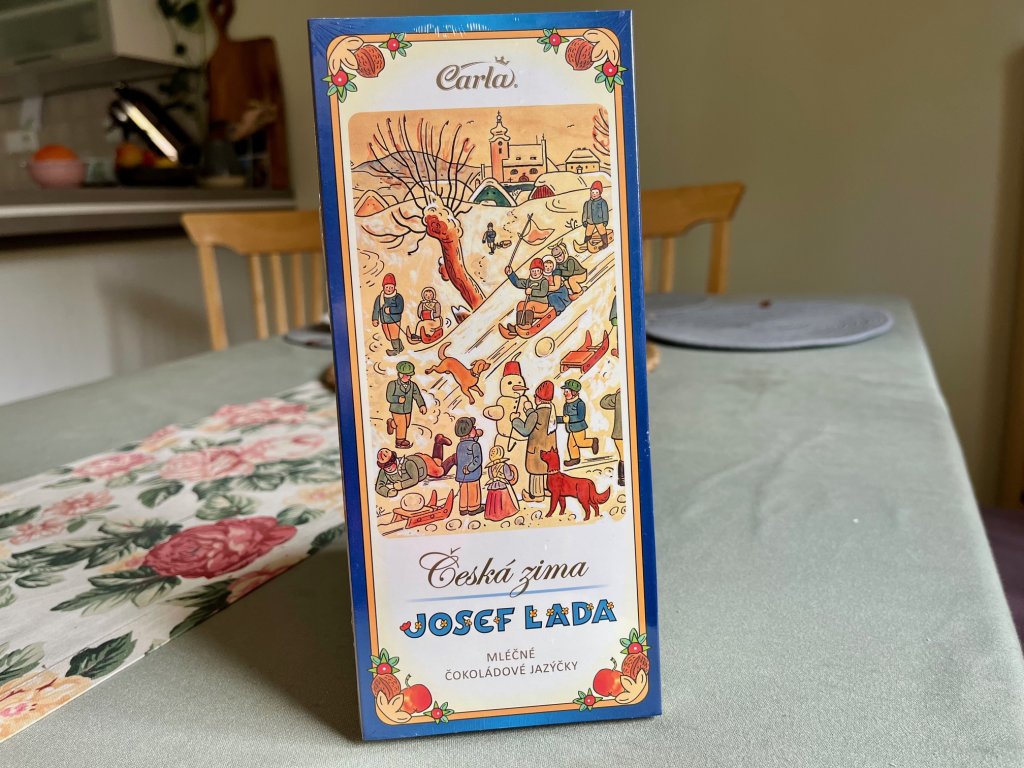 Carla®
Česká zima
JOSEF LADA
MLÉČNÉ
ČOKOLÁDOVÉ JAZÝČKY